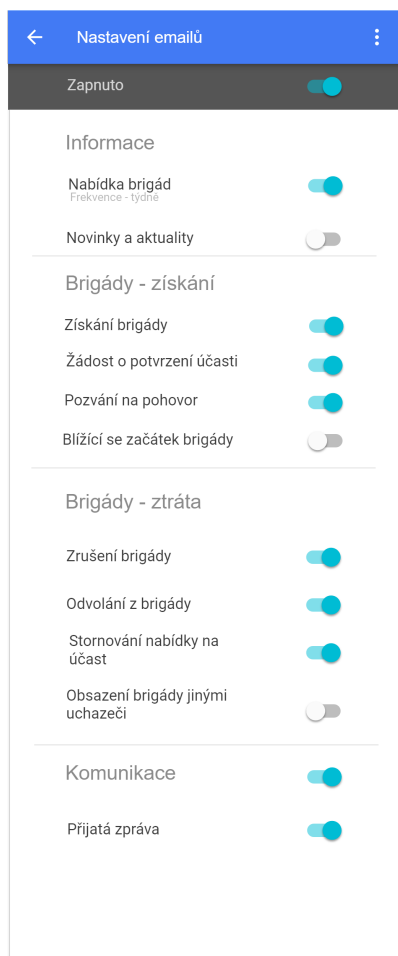 Nastavení emailů
Zapnuto
Informace
Nabídka brigád
Frekvence - týdně
Novinky a aktuality
Brigády - získání
Získání brigády
Žádost o potvrzení účasti
Pozvání na pohovor
Blížící se začátek brigády
Brigády - ztráta
Zrušení brigády
Odvolání z brigády
Stornování nabídky na
účast
Obsazení brigády jinými
uchazeči
Komunikace
Přijatá zpráva